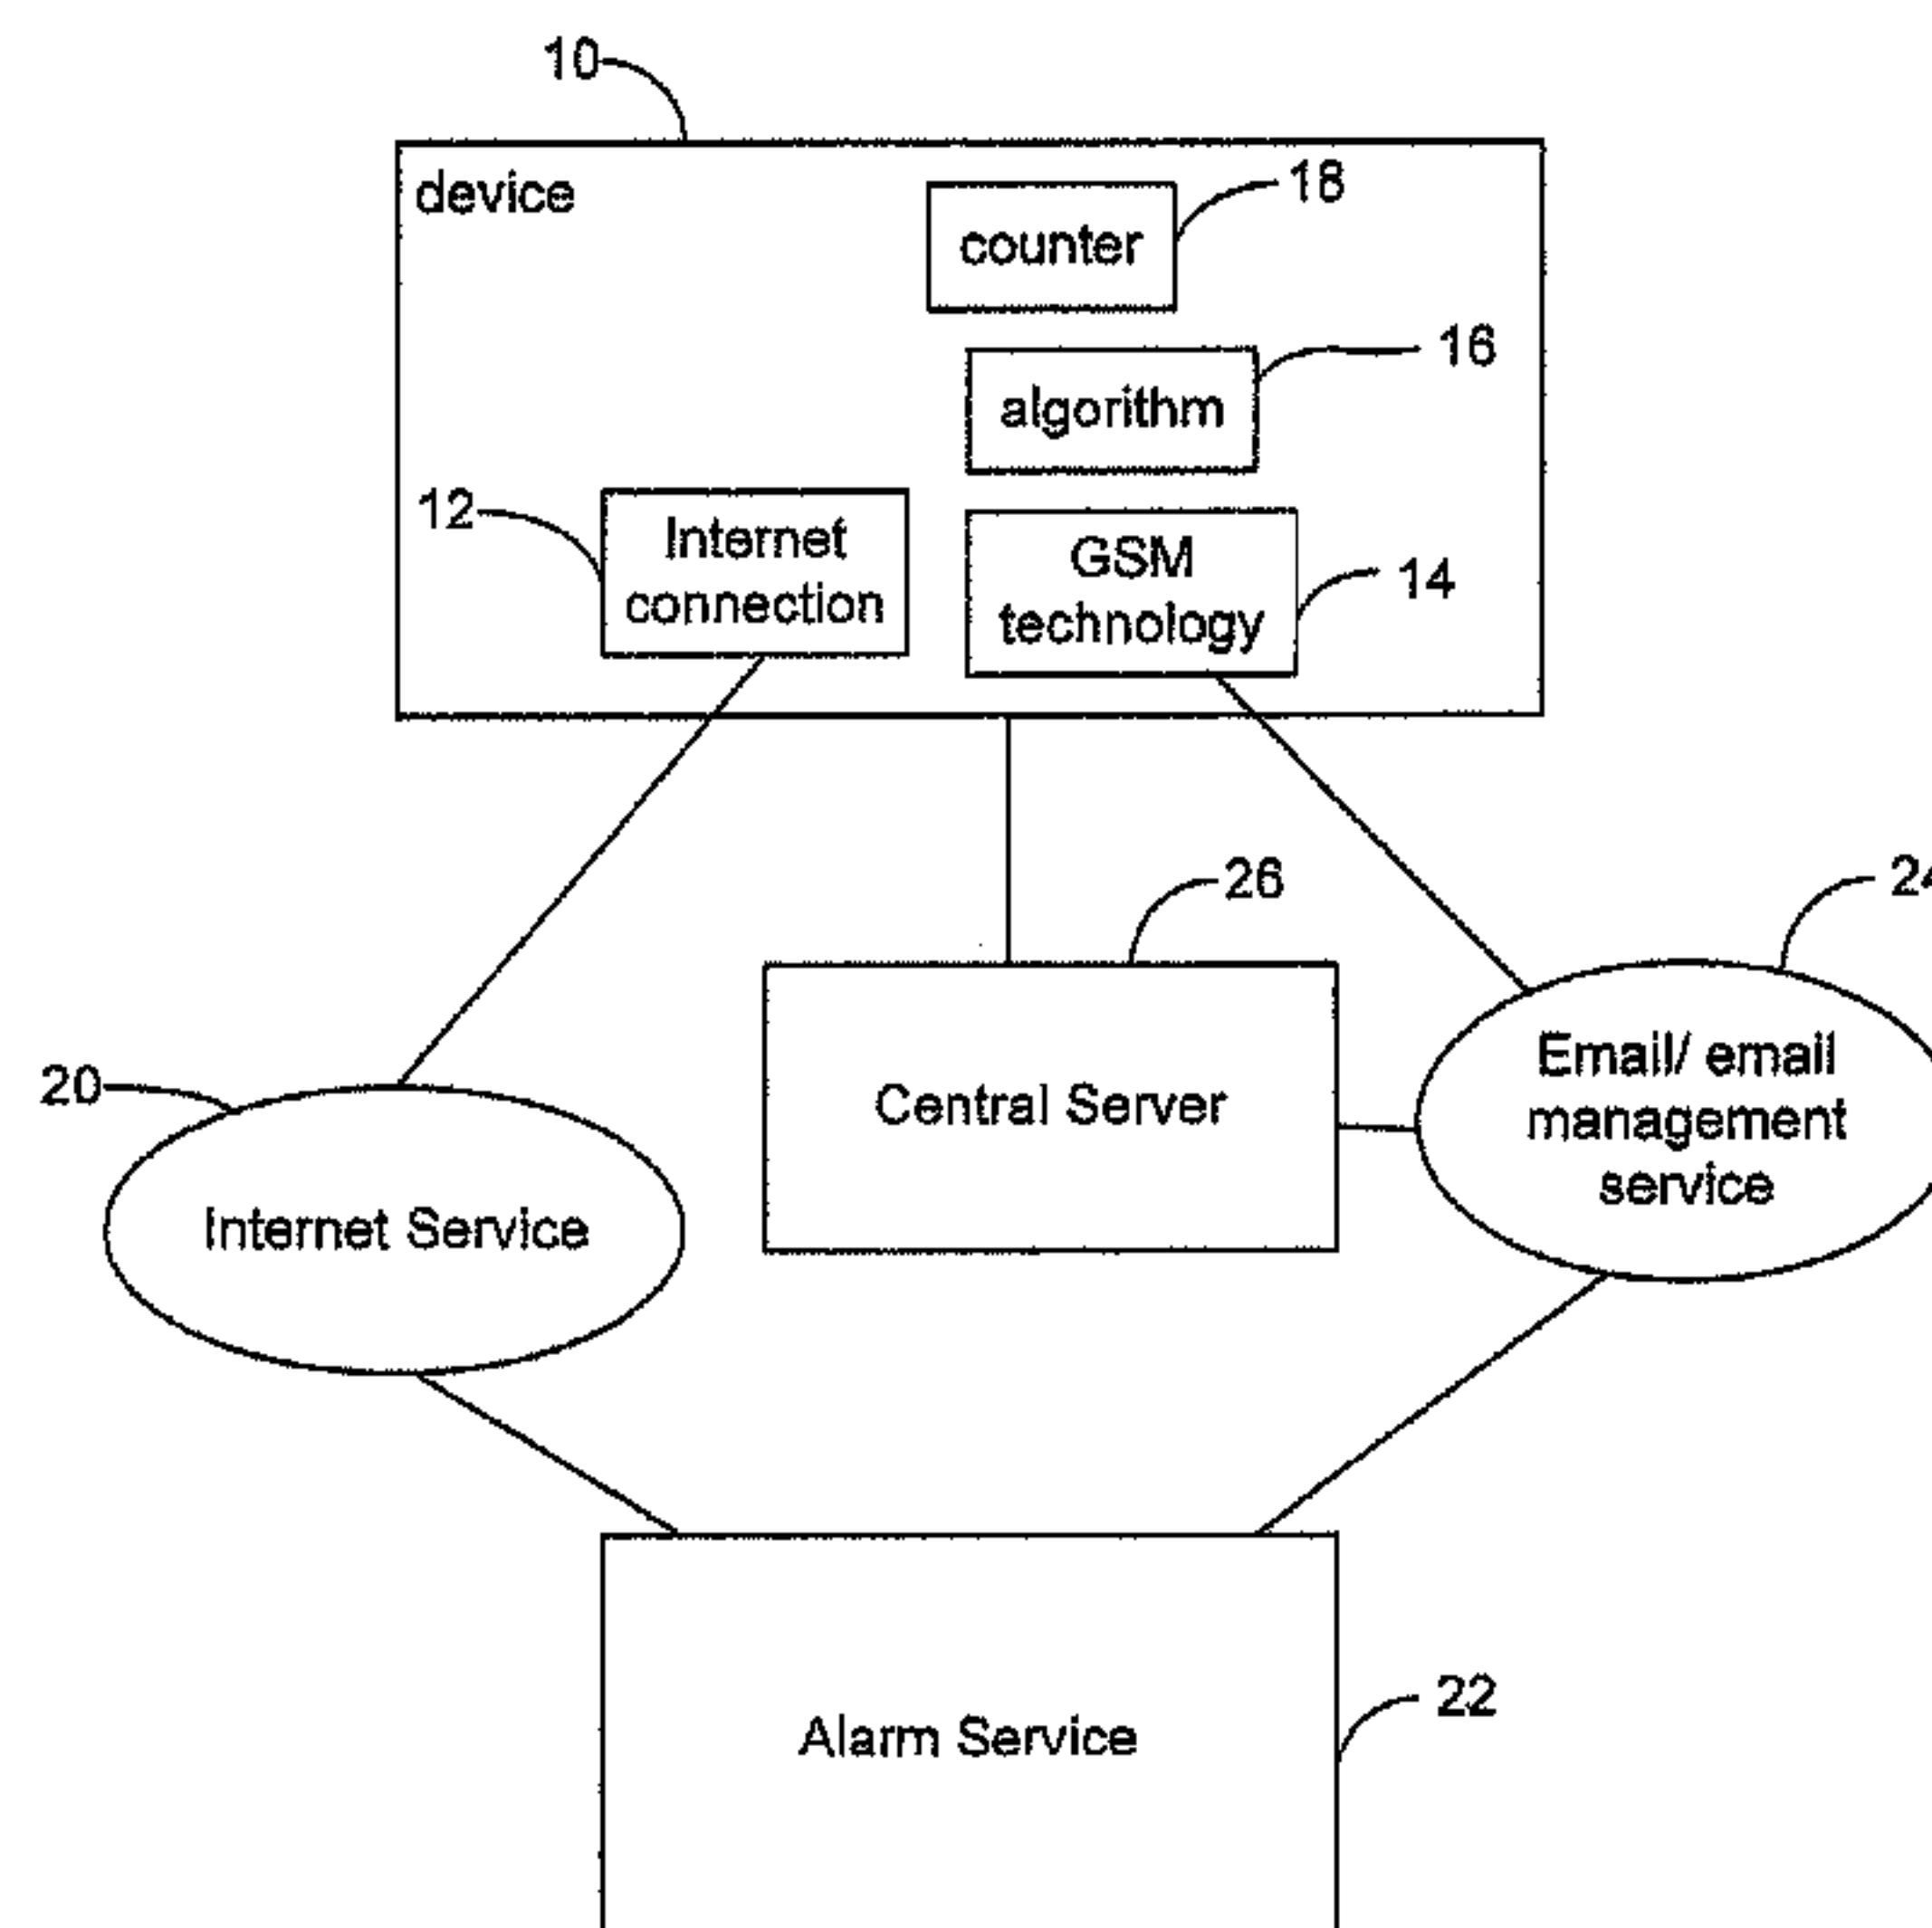 10
device
18
counter
16
algorithm
12
Internet
connection
GSM
technology
14
26
Central Server
Email/ email
management
service
20
Internet Service
Alarm Service
22